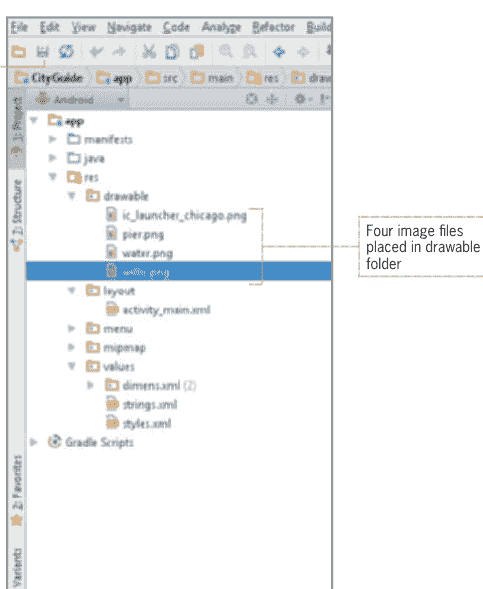 File Edit View Navigate Code Analyze Refactor Build
CityGuide app src main res draw
Android
1: Project
app
manifests
java
res
2: Structure
drawable
ic_launcher_chicago.png
pier.png
water.png
Four image files
placed in drawable
folder
layout
activity_main.xml
menu
mipmap
values
dimens.xml (2)
strings.xml
styles.xml
Gradle Scripts
2: Favorites
Variants